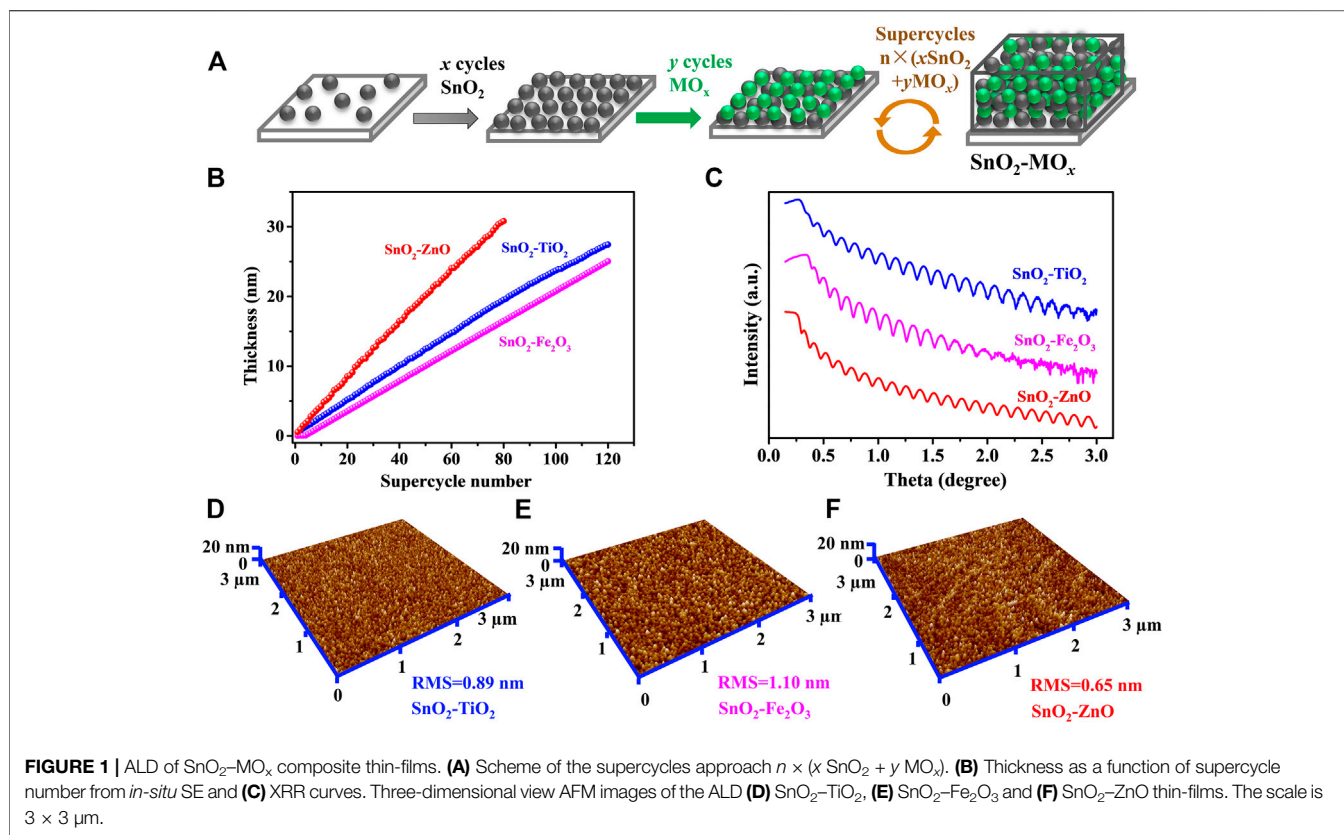 A
x cycles
SnO₂
y cycles
MOₓ
Supercycles
n × (xSnO₂
+yMOₓ)
SnO₂-MOₓ
B
Thickness (nm)
30
20
10
0
SnO₂-ZnO
SnO₂-TiO₂
SnO₂-Fe₂O₃
0 20 40 60 80 100 120
Supercycle number
C
Intensity (a.u.)
SnO₂-TiO₂
SnO₂-Fe₂O₃
SnO₂-ZnO
0.0 0.5 1.0 1.5 2.0 2.5 3.0
Theta (degree)
D
20 nm
0
3 µm
2
1
0
1
2
3 µm
RMS=0.89 nm
SnO₂-TiO₂
E
20 nm
0
3 µm
2
1
0
1
2
3 µm
RMS=1.10 nm
SnO₂-Fe₂O₃
F
20 nm
0
3 µm
2
1
0
1
2
3 µm
RMS=0.65 nm
SnO₂-ZnO
FIGURE 1 | ALD of SnO₂–MOₓ composite thin-films. (A) Scheme of the supercycles approach n × (x SnO₂ + y MOₓ). (B) Thickness as a function of supercycle
number from in-situ SE and (C) XRR curves. Three-dimensional view AFM images of the ALD (D) SnO₂–TiO₂, (E) SnO₂–Fe₂O₃ and (F) SnO₂–ZnO thin-films. The scale is
3 × 3 µm.